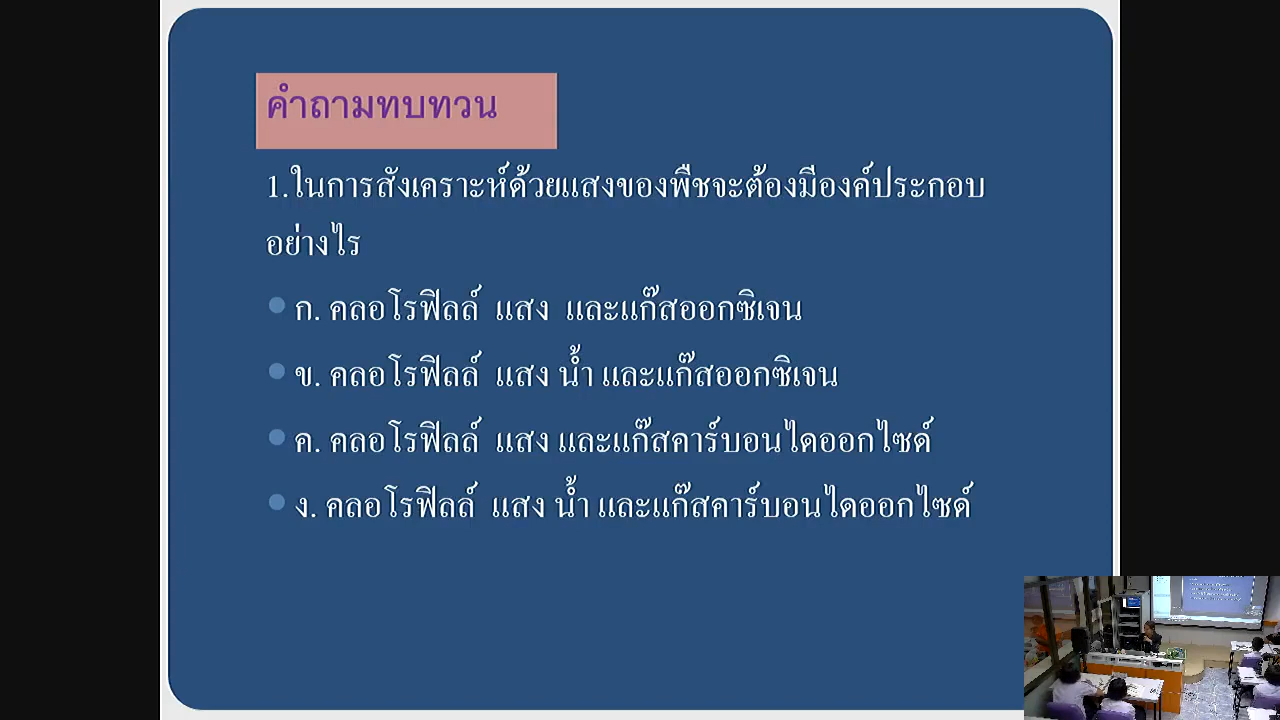 คำถามทบทวน
1.ในการสังเคราะห์ด้วยแสงของพืชจะต้องมีองค์ประกอบ
อย่างไร
ก. คลอโรฟิลล์ แสง และแก๊สออกซิเจน
ข. คลอโรฟิลล์ แสง น้ำ และแก๊สออกซิเจน
ค. คลอโรฟิลล์ แสง และแก๊สคาร์บอนไดออกไซด์
ง. คลอโรฟิลล์ แสง น้ำ และแก๊สคาร์บอนไดออกไซด์